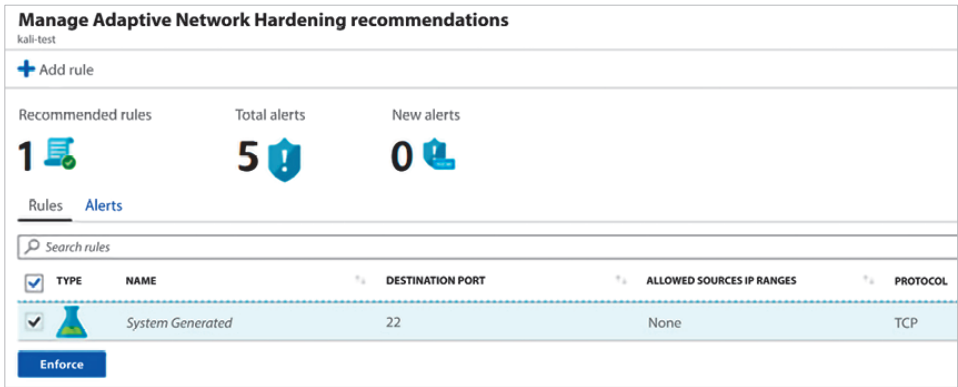 Manage Adaptive Network Hardening recommendations
kali-test
Add rule
Recommended rules Total alerts New alerts
1 5 0
Rules Alerts
Search rules
TYPE NAME DESTINATION PORT ALLOWED SOURCES IP RANGES PROTOCOL
System Generated 22 None TCP
Enforce